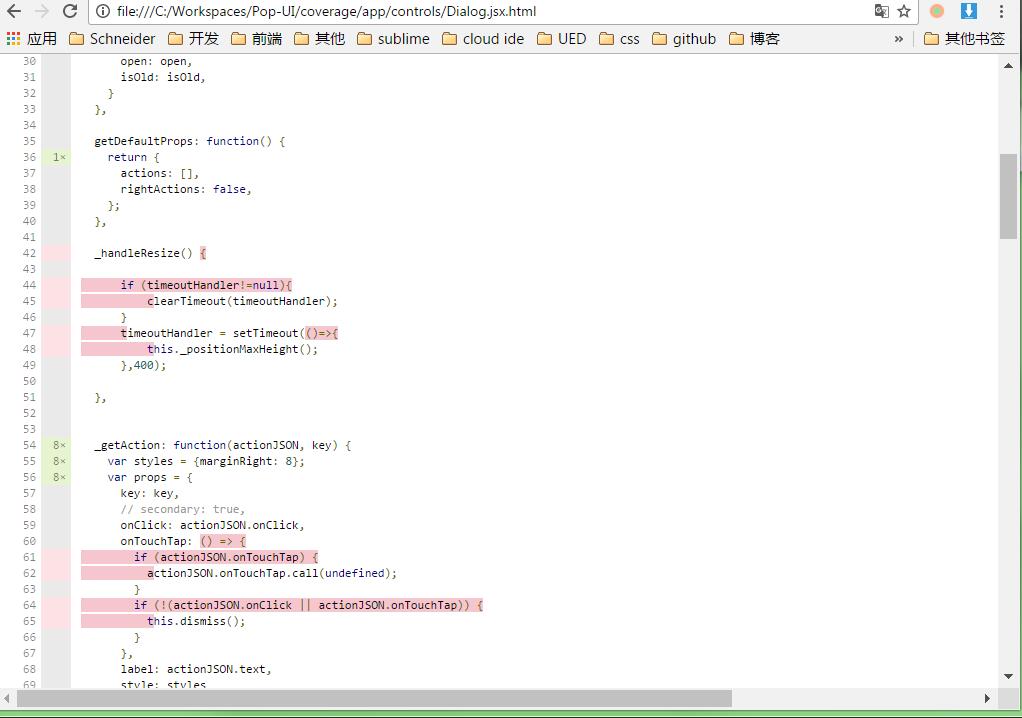 file:///C:/Workspaces/Pop-UI/coverage/app/controls/Dialog.jsx.html
应用 Schneider 开发 前端 其他 sublime cloud ide UED css github 博客 » 其他书签
30 open: open,
31 isOld: isOld,
32 }
33 },
34
35 getDefaultProps: function() {
36 1× return {
37 actions: [],
38 rightActions: false,
39 };
40 },
41
42 _handleResize() {
43
44 if (timeoutHandler!=null){
45 clearTimeout(timeoutHandler);
46 }
47 timeoutHandler = setTimeout(()=>{
48 this._positionMaxHeight();
49 },400);
50
51 },
52
53
54 8× _getAction: function(actionJSON, key) {
55 8× var styles = {marginRight: 8};
56 8× var props = {
57 key: key,
58 // secondary: true,
59 onClick: actionJSON.onClick,
60 onTouchTap: () => {
61 if (actionJSON.onTouchTap) {
62 actionJSON.onTouchTap.call(undefined);
63 }
64 if (!(actionJSON.onClick || actionJSON.onTouchTap)) {
65 this.dismiss();
66 }
67 },
68 label: actionJSON.text,
69 style: styles